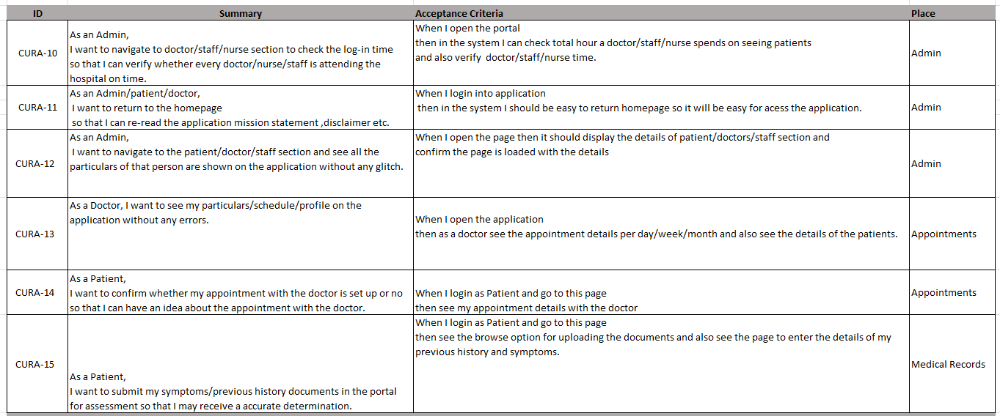 ID Summary Acceptance Criteria Place
CURA-10
As an Admin,
I want to navigate to doctor/staff/nurse section to check the log-in time
so that I can verify whether every doctor/nurse/staff is attending the
hospital on time.
When I open the portal
then in the system I can check total hour a doctor/staff/nurse spends on seeing patients
and also verify  doctor/staff/nurse time.
Admin
CURA-11
As an Admin/patient/doctor,
I want to return to the homepage
so that I can re-read the application mission statement ,disclaimer etc.
When I login into application
then in the system I should be easy to return homepage so it will be easy for acess the application.
Admin
CURA-12
As an Admin,
I want to navigate to the patient/doctor/staff section and see all the
particulars of that person are shown on the application without any glitch.
When I open the page then it should display the details of patient/doctors/staff section and
confirm the page is loaded with the details
Admin
CURA-13
As a Doctor, I want to see my particulars/schedule/profile on the
application without any errors.
When I open the application
then as a doctor see the appointment details per day/week/month and also see the details of the patients.
Appointments
CURA-14
As a Patient,
I want to confirm whether my appointment with the doctor is set up or no
so that I can have an idea about the appointment with the doctor.
When I login as Patient and go to this page
then see my appointment details with the doctor
Appointments
CURA-15
As a Patient,
I want to submit my symptoms/previous history documents in the portal
for assessment so that I may receive a accurate determination.
When I login as Patient and go to this page
then see the browse option for uploading the documents and also see the page to enter the details of my
previous history and symptoms.
Medical Records